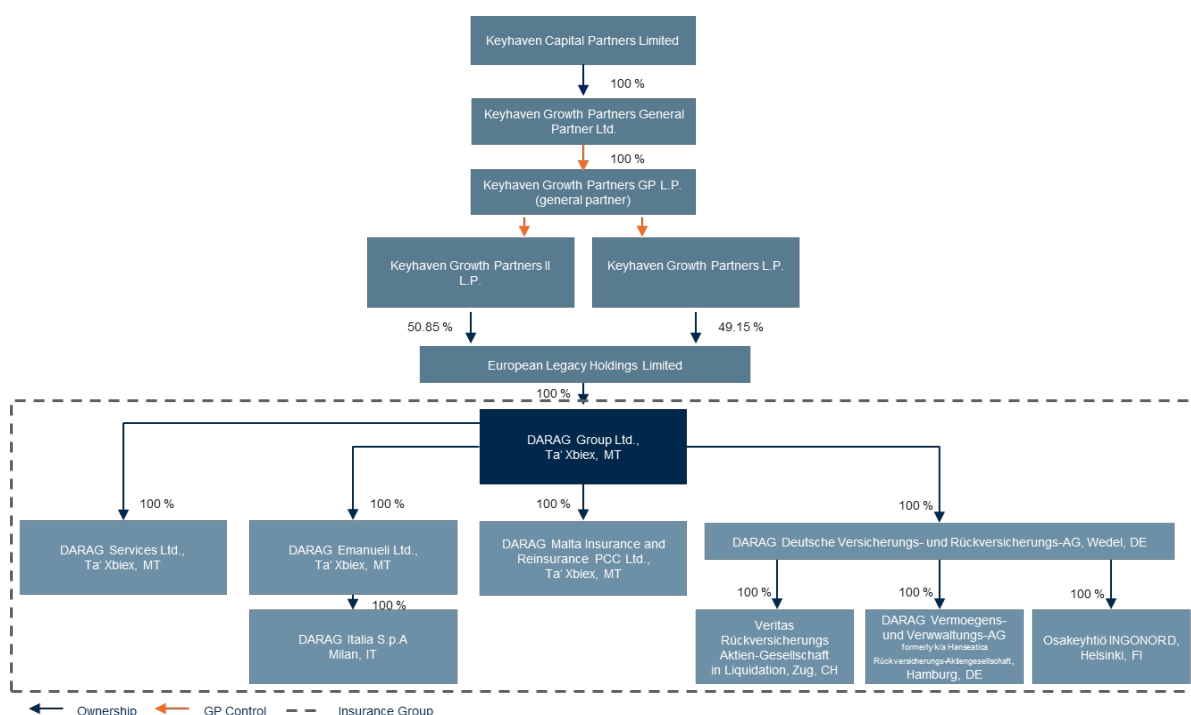 Keyhaven Capital Partners Limited
100 %
Keyhaven Growth Partners General
Partner Ltd.
100 %
Keyhaven Growth Partners GP L.P.
(general partner)
Keyhaven Growth Partners II
L.P.
Keyhaven Growth Partners L.P.
50.85 %
49.15 %
European Legacy Holdings Limited
100 %
DARAG Group Ltd.,
Ta' Xbiex, MT
100 %
100 %
100 %
100 %
DARAG Services Ltd.,
Ta' Xbiex, MT
DARAG Emanueli Ltd.,
Ta' Xbiex, MT
DARAG Malta Insurance and
Reinsurance PCC Ltd.,
Ta' Xbiex, MT
DARAG Deutsche Versicherungs- und Rückversicherungs-AG, Wedel, DE
100 %
100 %
100 %
100 %
DARAG Italia S.p.A
Milan, IT
Veritas
Rückversicherungs
Aktien-Gesellschaft
in Liquidation, Zug, CH
DARAG Vermoegens-
und Verwwaltungs-AG
formerly k/a Hanseatica
Rückversicherungs-Aktiengesellschaft,
Hamburg, DE
Osakeyhtiö INGONORD,
Helsinki, FI
Ownership
GP Control
Insurance Group